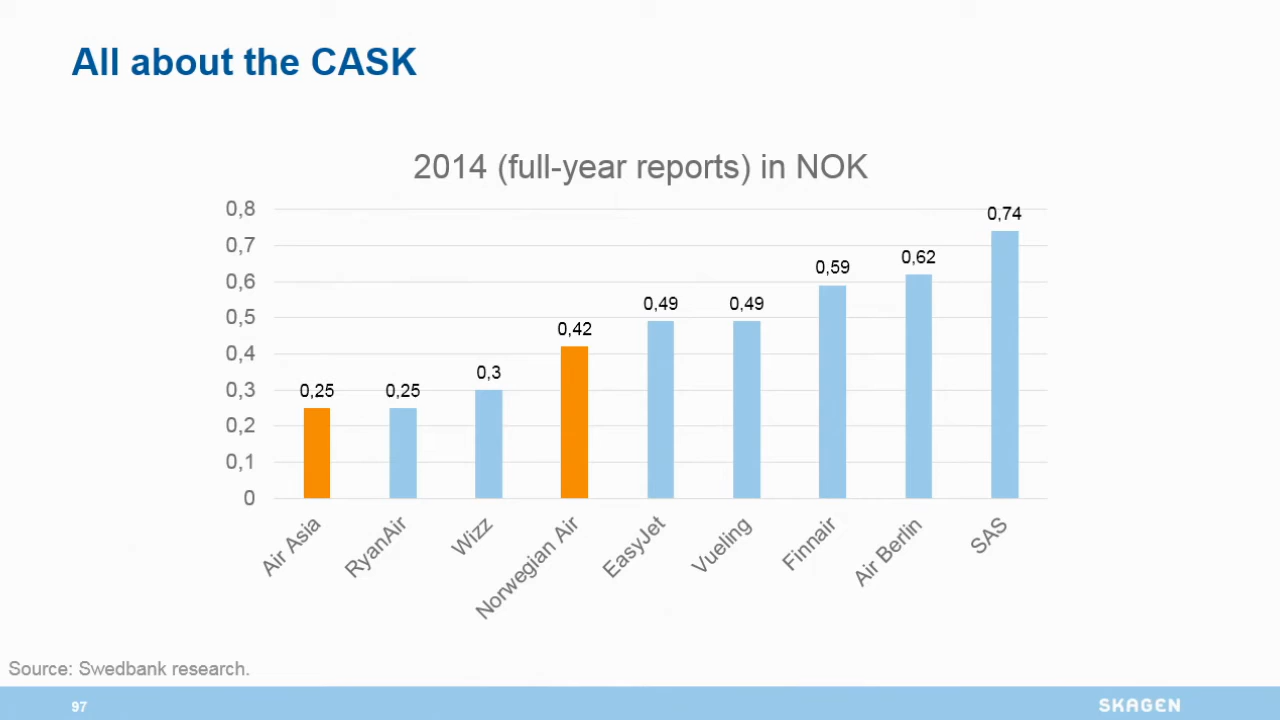 All about the CASK
2014 (full-year reports) in NOK
0,8
0,7
0,6
0,5
0,4
0,3
0,2
0,1
0
0,25
0,25
0,3
0,42
0,49
0,49
0,59
0,62
0,74
Air Asia
RyanAir
Wizz
Norwegian Air
EasyJet
Vueling
Finnair
Air Berlin
SAS
Source: Swedbank research.
97
SKAGEN